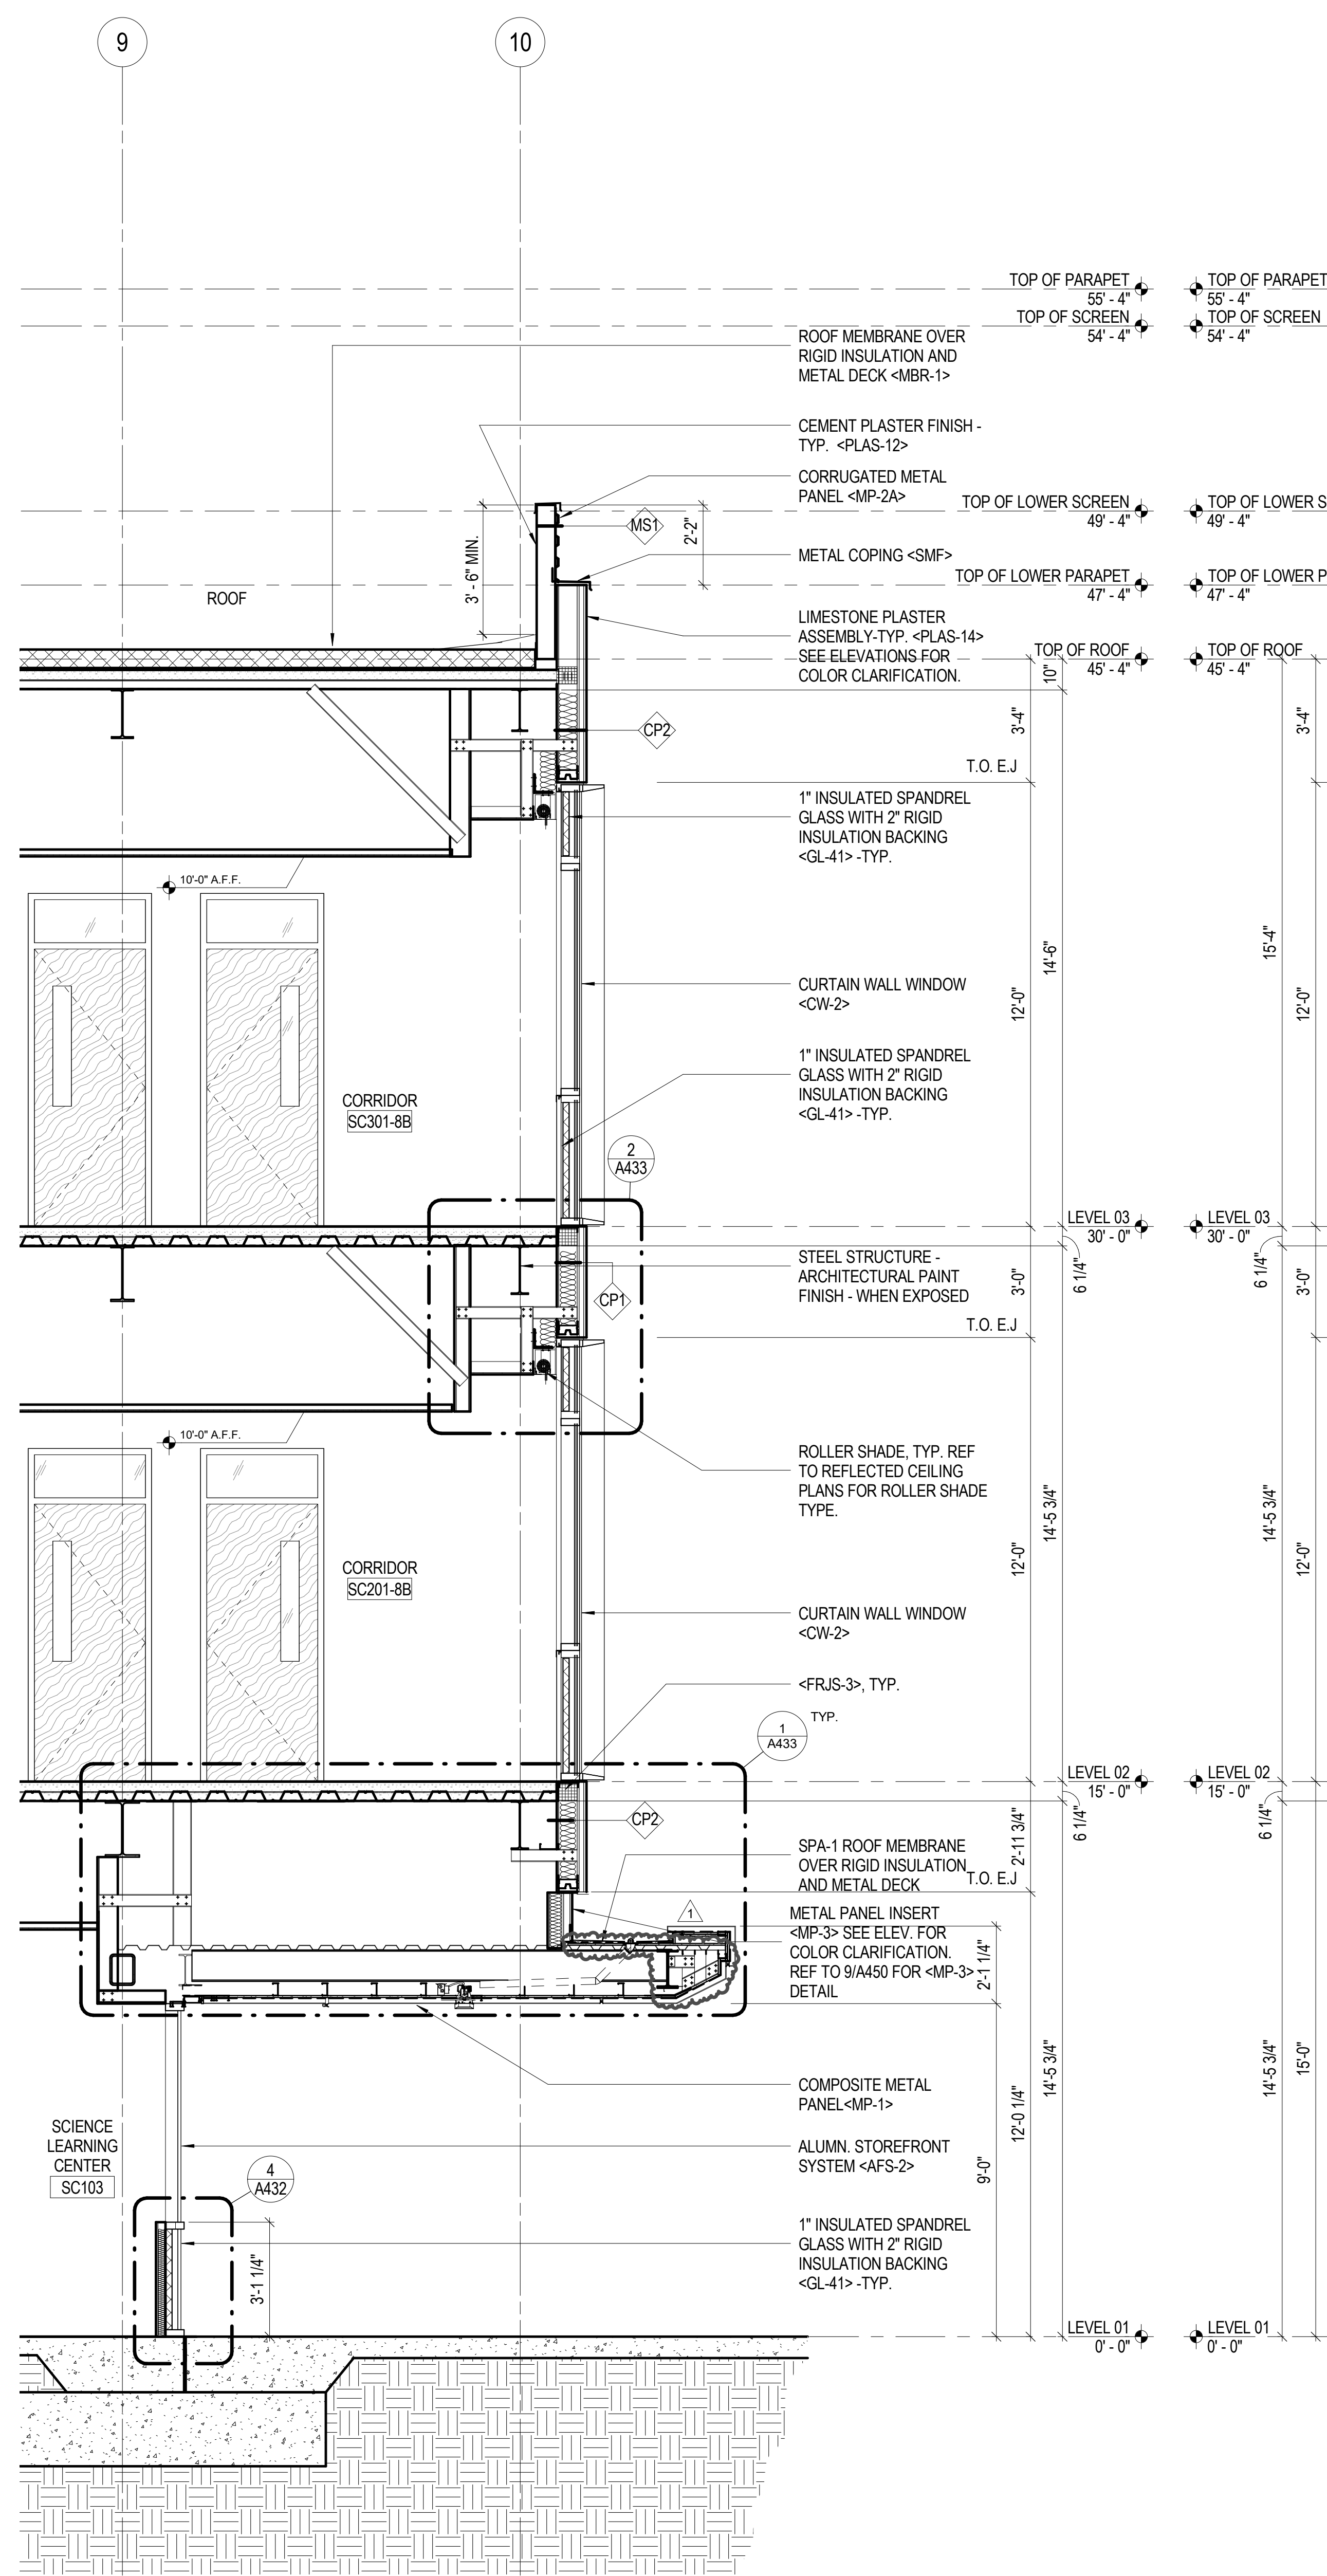 9
10
TOP OF PARAPET
55' - 4"
TOP OF SCREEN
54' - 4"
TOP OF PARAPET
55' - 4"
TOP OF SCREEN
54' - 4"
ROOF MEMBRANE OVER
RIGID INSULATION AND
METAL DECK <MBR-1>
CEMENT PLASTER FINISH -
TYP. <PLAS-12>
CORRUGATED METAL
PANEL <MP-2A>
TOP OF LOWER SCREEN
49' - 4"
TOP OF LOWER S
49' - 4"
MS1
2'-2"
3' - 6" MIN.
METAL COPING <SMF>
TOP OF LOWER PARAPET
47' - 4"
TOP OF LOWER P
47' - 4"
ROOF
LIMESTONE PLASTER
ASSEMBLY-TYP. <PLAS-14>
SEE ELEVATIONS FOR
COLOR CLARIFICATION.
TOP OF ROOF
45' - 4"
TOP OF ROOF
45' - 4"
10"
3'-4"
3'-4"
CP2
T.O. E.J
1" INSULATED SPANDREL
GLASS WITH 2" RIGID
INSULATION BACKING
<GL-41> -TYP.
10'-0" A.F.F.
14'-6"
15'-4"
CURTAIN WALL WINDOW
<CW-2>
12'-0"
12'-0"
1" INSULATED SPANDREL
GLASS WITH 2" RIGID
INSULATION BACKING
<GL-41> -TYP.
CORRIDOR
SC301-8B
2
A433
LEVEL 03
30' - 0"
LEVEL 03
30' - 0"
STEEL STRUCTURE -
ARCHITECTURAL PAINT
FINISH - WHEN EXPOSED
3'-0"
6 1/4"
6 1/4"
3'-0"
CP1
T.O. E.J
10'-0" A.F.F.
ROLLER SHADE, TYP. REF
TO REFLECTED CEILING
PLANS FOR ROLLER SHADE
TYPE.
14'-5 3/4"
14'-5 3/4"
12'-0"
12'-0"
CORRIDOR
SC201-8B
CURTAIN WALL WINDOW
<CW-2>
<FRJS-3>, TYP.
TYP.
1
A433
LEVEL 02
15' - 0"
LEVEL 02
15' - 0"
CP2
2'-11 3/4"
6 1/4"
6 1/4"
SPA-1 ROOF MEMBRANE
OVER RIGID INSULATION
AND METAL DECK
T.O. E.J
1
METAL PANEL INSERT
<MP-3> SEE ELEV. FOR
COLOR CLARIFICATION.
REF TO 9/A450 FOR <MP-3>
DETAIL
2'-1 1/4"
COMPOSITE METAL
PANEL<MP-1>
12'-0 1/4"
14'-5 3/4"
14'-5 3/4"
15'-0"
ALUMN. STOREFRONT
SYSTEM <AFS-2>
9'-0"
SCIENCE
LEARNING
CENTER
SC103
4
A432
3'-1 1/4"
1" INSULATED SPANDREL
GLASS WITH 2" RIGID
INSULATION BACKING
<GL-41> -TYP.
LEVEL 01
0' - 0"
LEVEL 01
0' - 0"